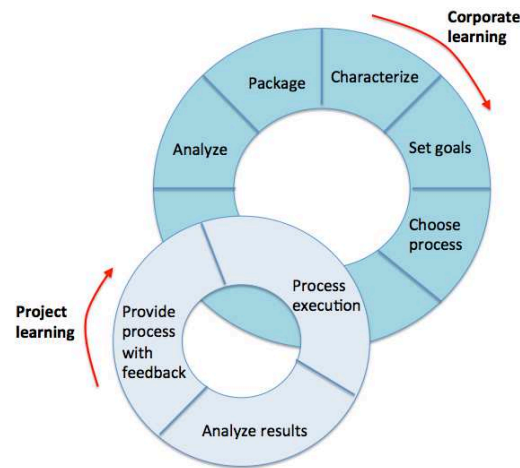 Corporate
learning
Package
Characterize
Analyze
Set goals
Choose
process
Process
execution
Project
learning
Provide
process
with
feedback
Analyze results